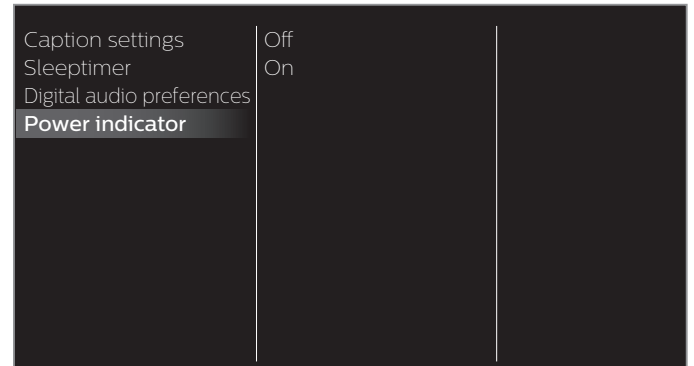 Caption settings
Off
Sleeptimer
On
Digital audio preferences
Power indicator